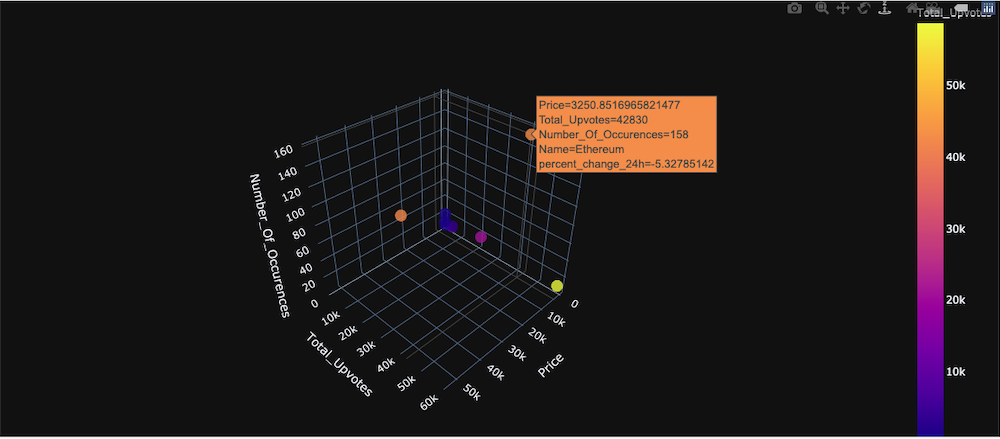 Total_Upvotes
Price=3250.8516965821477
Total_Upvotes=42830
Number_Of_Occurences=158
Name=Ethereum
percent_change_24h=-5.32785142
160
140
120
100
80
60
40
20
0
Number_Of_Occurences
10k
20k
30k
40k
50k
60k
Total_Upvotes
0
10k
20k
30k
40k
50k
Price
50k
40k
30k
20k
10k